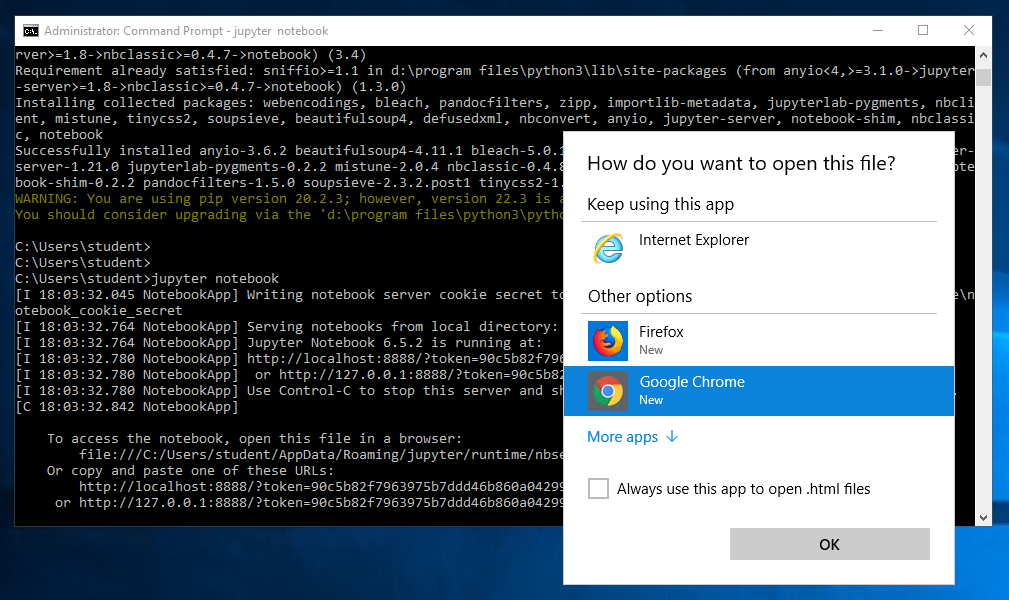 Administrator: Command Prompt - jupyter  notebook
rver>=1.8->nbclassic>=0.4.7->notebook) (3.4)
Requirement already satisfied: sniffio>=1.1 in d:\program files\python3\lib\site-packages (from anyio<4,>=3.1.0->jupyter
-server>=1.8->nbclassic>=0.4.7->notebook) (1.3.0)
Installing collected packages: webencodings, bleach, pandocfilters, zipp, importlib-metadata, jupyterlab-pygments, nbcli
ent, mistune, tinycss2, soupsieve, beautifulsoup4, defusedxml, nbconvert, anyio, jupyter-server, notebook-shim, nbclassi
c, notebook
Successfully installed anyio-3.6.2 beautifulsoup4-4.11.1 bleach-5.0.1
server-1.21.0 jupyterlab-pygments-0.2.2 mistune-2.0.4 nbclassic-0.4.8
book-shim-0.2.2 pandocfilters-1.5.0 soupsieve-2.3.2.post1 tinycss2-1.
WARNING: You are using pip version 20.2.3; however, version 22.3 is a
You should consider upgrading via the 'd:\program files\python3\pytho
C:\Users\student>
C:\Users\student>
C:\Users\student>jupyter notebook
[I 18:03:32.045 NotebookApp] Writing notebook server cookie secret to
otebook_cookie_secret
[I 18:03:32.764 NotebookApp] Serving notebooks from local directory:
[I 18:03:32.764 NotebookApp] Jupyter Notebook 6.5.2 is running at:
[I 18:03:32.780 NotebookApp] http://localhost:8888/?token=90c5b82f796
[I 18:03:32.780 NotebookApp]  or http://127.0.0.1:8888/?token=90c5b82
[I 18:03:32.780 NotebookApp] Use Control-C to stop this server and sh
[C 18:03:32.842 NotebookApp]
To access the notebook, open this file in a browser:
file:///C:/Users/student/AppData/Roaming/jupyter/runtime/nbse
Or copy and paste one of these URLs:
http://localhost:8888/?token=90c5b82f7963975b7ddd46b860a04299
or http://127.0.0.1:8888/?token=90c5b82f7963975b7ddd46b860a04299
How do you want to open this file?
Keep using this app
Internet Explorer
Other options
Firefox
New
Google Chrome
New
More apps
Always use this app to open .html files
OK